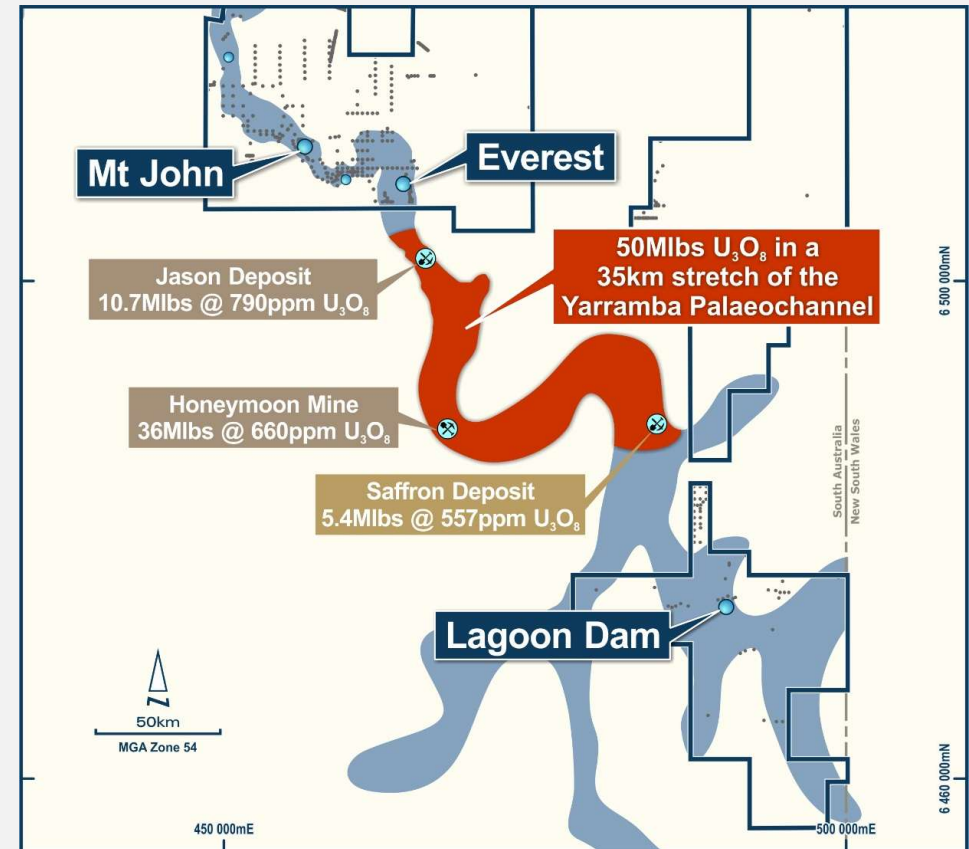 Mt John
Everest
50Mlbs U₃O₈ in a
35km stretch of the
Yarramba Palaeochannel
Jason Deposit
10.7Mlbs @ 790ppm U₃O₈
6 500 000mN
Honeymoon Mine
36Mlbs @ 660ppm U₃O₈
South Australia
New South Wales
Saffron Deposit
5.4Mlbs @ 557ppm U₃O₈
Lagoon Dam
N
50km
MGA Zone 54
6 460 000mN
450 000mE
500 000mE